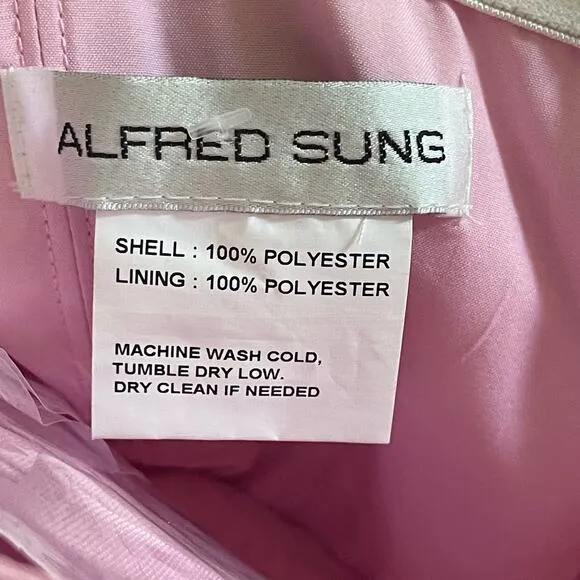 ALFRED SUNG
SHELL : 100% POLYESTER
LINING : 100% POLYESTER
MACHINE WASH COLD,
TUMBLE DRY LOW.
DRY CLEAN IF NEEDED